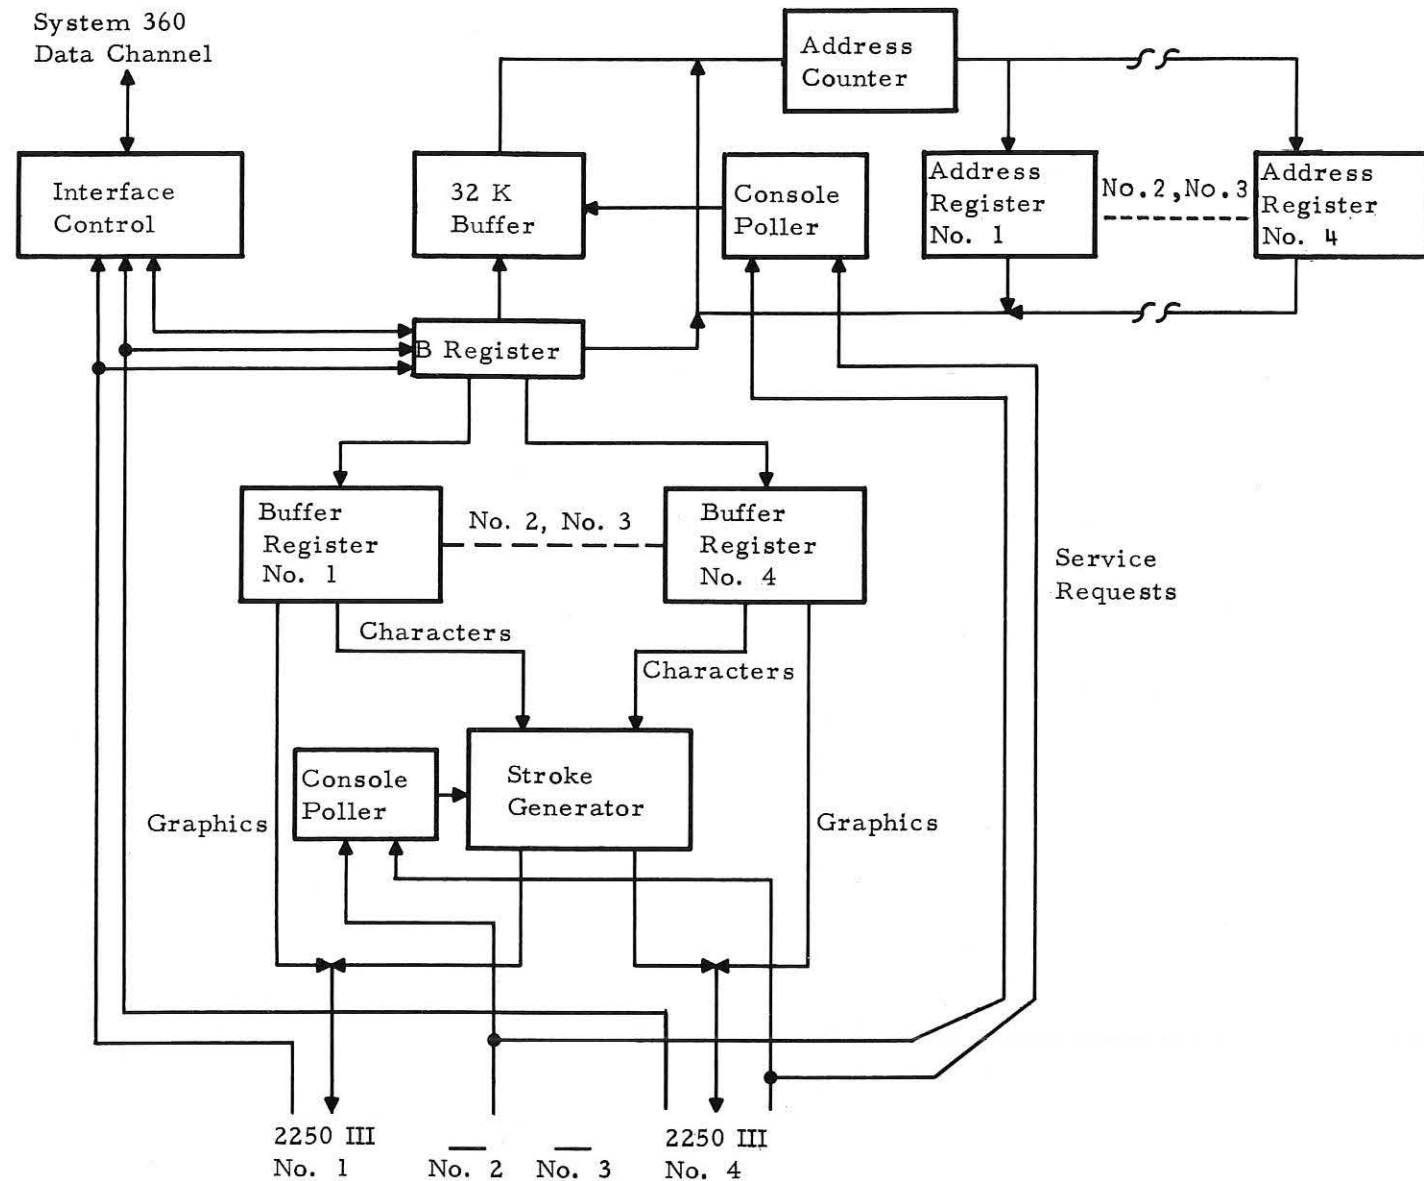 System 360
Data Channel
Address
Counter
Interface
Control
32 K
Buffer
Console
Poller
Address
Register
No. 1
No.2,No.3
Address
Register
No. 4
B Register
Buffer
Register
No. 1
No. 2, No. 3
Buffer
Register
No. 4
Service
Requests
Characters
Characters
Console
Poller
Stroke
Generator
Graphics
Graphics
2250 III
No. 1
No. 2
No. 3
2250 III
No. 4